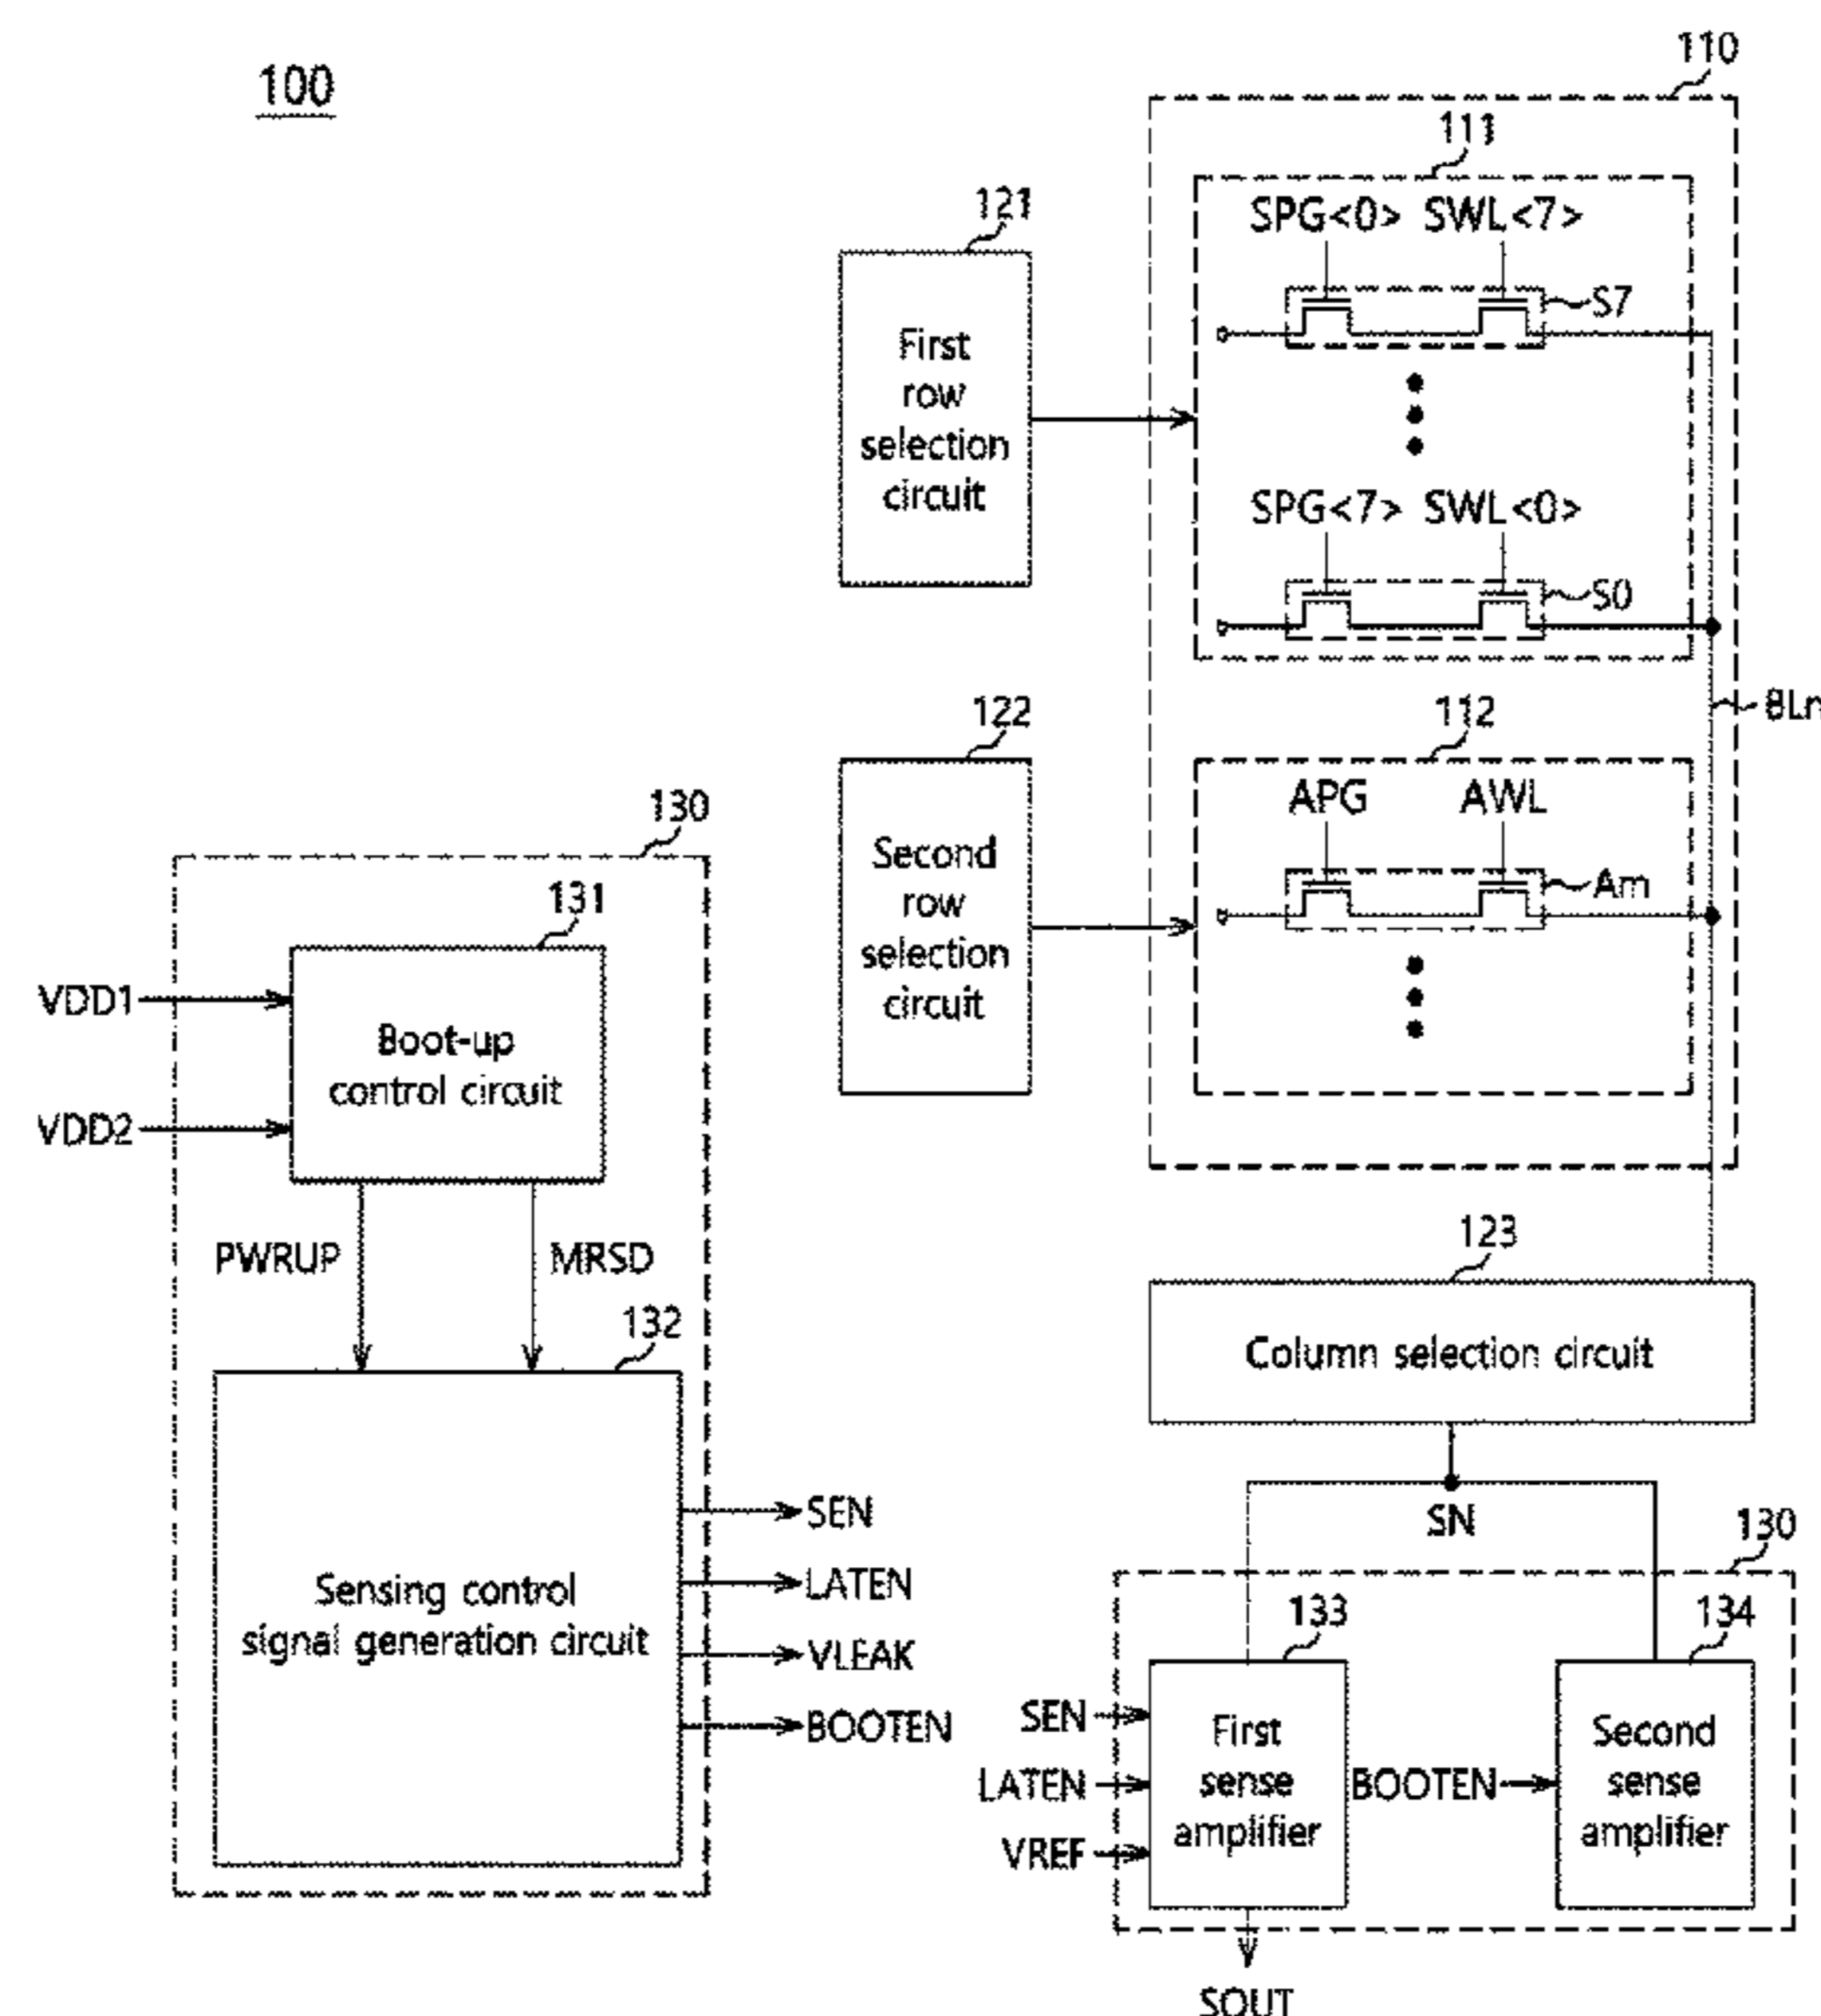 100
110
111
SPG<0> SWL<7>
S7
121
First
row
selection
circuit
SPG<7> SWL<0>
S0
BLn
122
Second
row
selection
circuit
112
APG AWL
Am
130
131
VDD1
VDD2
Boot-up
control circuit
PWRUP
MRSD
132
Sensing control
signal generation circuit
SEN
LATEN
VLEAK
BOOTEN
123
Column selection circuit
SN
130
133
134
SEN
LATEN
VREF
First
sense
amplifier
BOOTEN
Second
sense
amplifier
SOUT